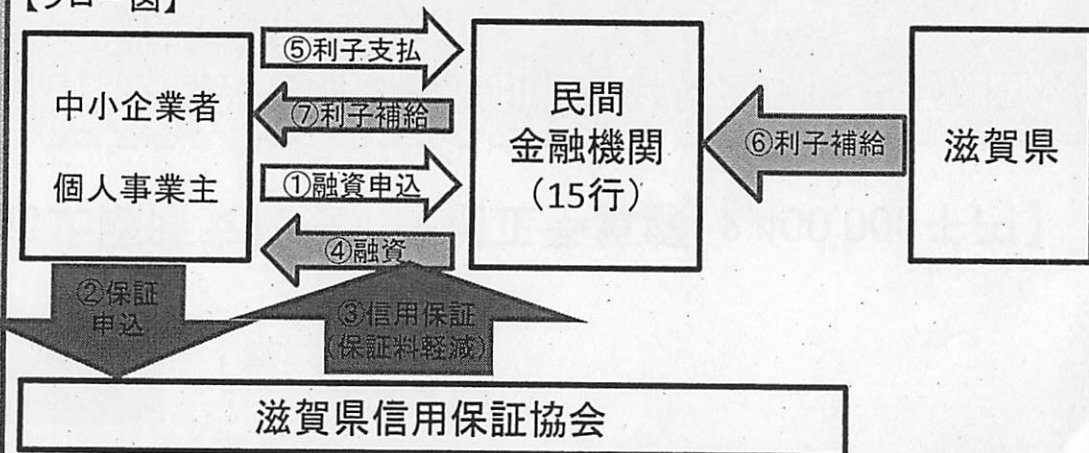 【フロー図】
中小企業者
個人事業主
⑤利子支払
⑦利子補給
①融資申込
④融資
民間
金融機関
(15行)
⑥利子補給
滋賀県
②保証
申込
③信用保証
(保証料軽減)
滋賀県信用保証協会